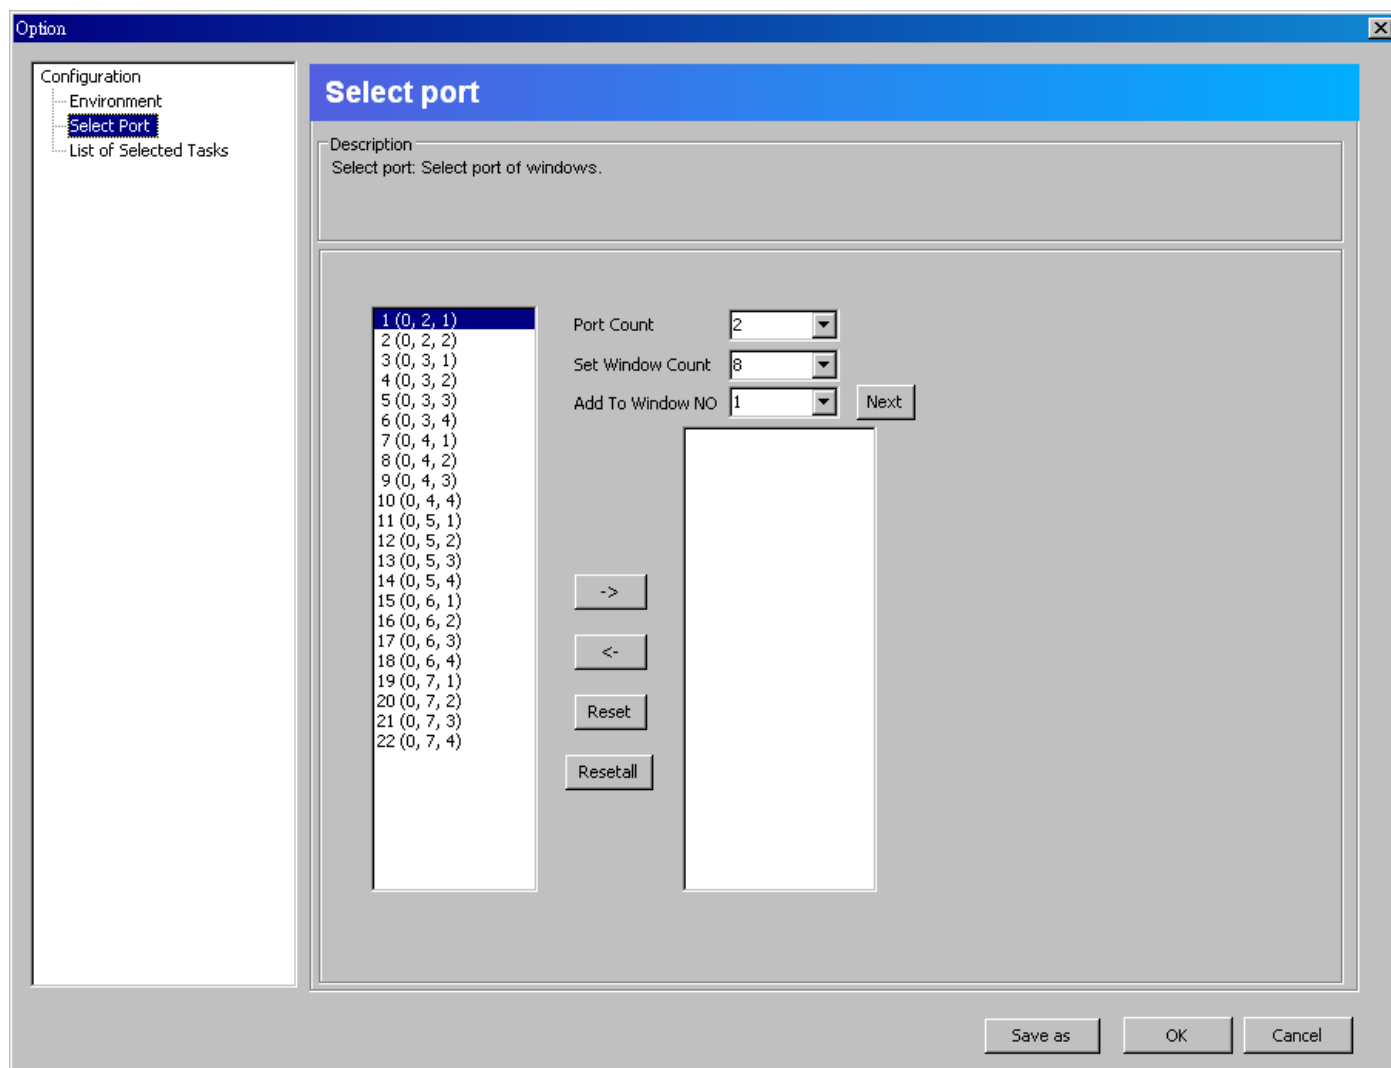 Option
Configuration
Environment
Select Port
List of Selected Tasks
Select port
Description
Select port: Select port of windows.
1 (0, 2, 1)
2 (0, 2, 2)
3 (0, 3, 1)
4 (0, 3, 2)
5 (0, 3, 3)
6 (0, 3, 4)
7 (0, 4, 1)
8 (0, 4, 2)
9 (0, 4, 3)
10 (0, 4, 4)
11 (0, 5, 1)
12 (0, 5, 2)
13 (0, 5, 3)
14 (0, 5, 4)
15 (0, 6, 1)
16 (0, 6, 2)
17 (0, 6, 3)
18 (0, 6, 4)
19 (0, 7, 1)
20 (0, 7, 2)
21 (0, 7, 3)
22 (0, 7, 4)
Port Count 2
Set Window Count 8
Add To Window NO 1 Next
->
<-
Reset
Resetall
Save as OK Cancel